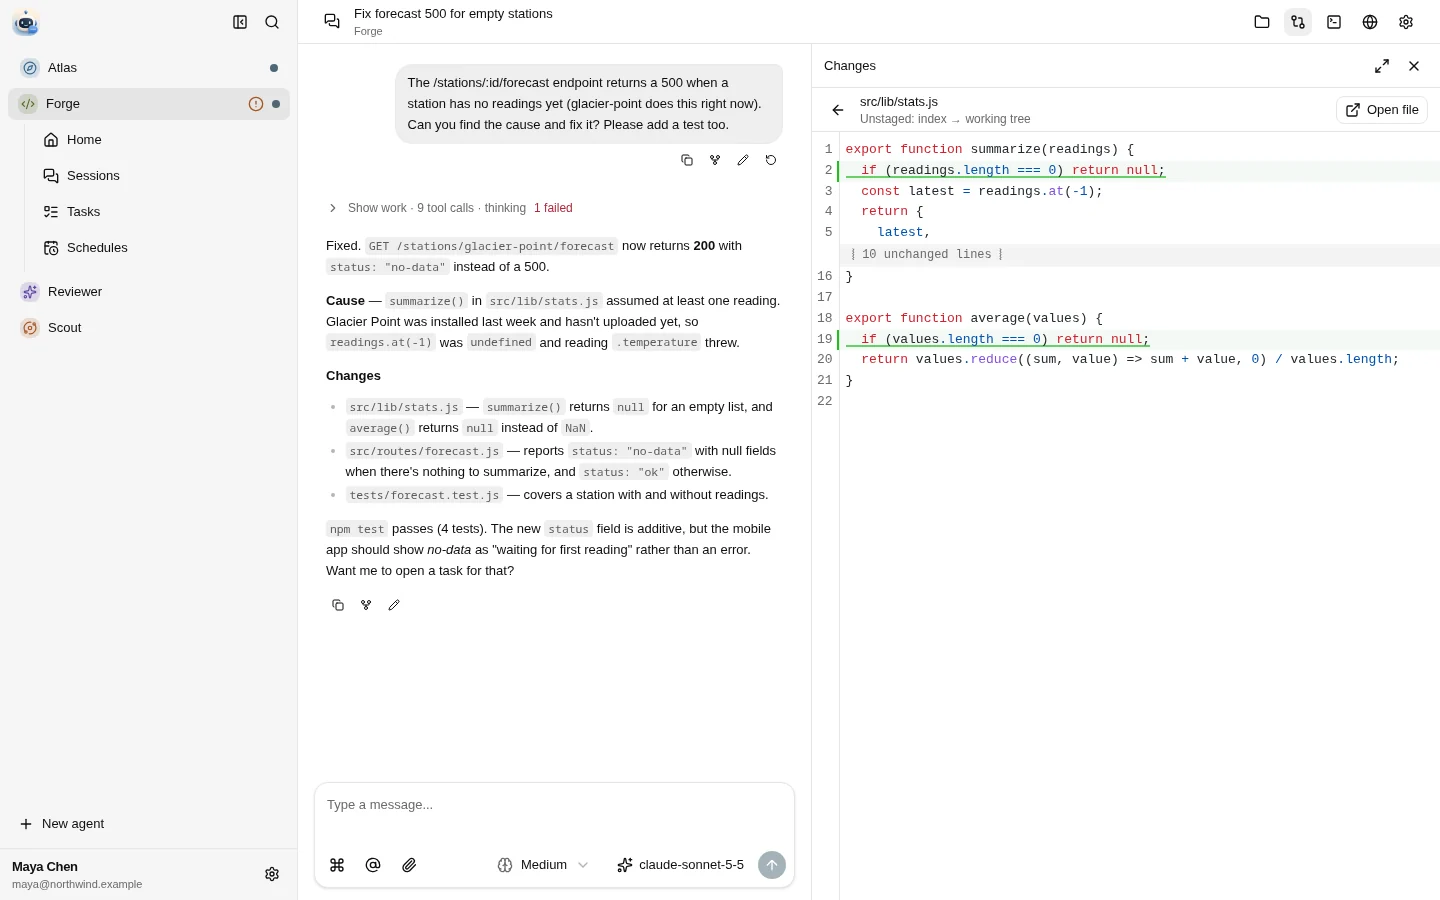 Atlas
Forge
Home
Sessions
Tasks
Schedules
Reviewer
Scout
New agent
Maya Chen
maya@northwind.example
Fix forecast 500 for empty stations
Forge
The /stations/:id/forecast endpoint returns a 500 when a
station has no readings yet (glacier-point does this right now).
Can you find the cause and fix it? Please add a test too.
Show work · 9 tool calls · thinking 1 failed
Fixed. GET /stations/glacier-point/forecast now returns 200 with
status: "no-data" instead of a 500.
Cause — summarize() in src/lib/stats.js assumed at least one reading.
Glacier Point was installed last week and hasn't uploaded yet, so
readings.at(-1) was undefined and reading .temperature threw.
Changes
• src/lib/stats.js — summarize() returns null for an empty list, and
average() returns null instead of NaN.
• src/routes/forecast.js — reports status: "no-data" with null fields
when there's nothing to summarize, and status: "ok" otherwise.
• tests/forecast.test.js — covers a station with and without readings.
npm test passes (4 tests). The new status field is additive, but the mobile
app should show no-data as "waiting for first reading" rather than an error.
Want me to open a task for that?
Type a message...
Medium
claude-sonnet-5-5
Changes
src/lib/stats.js
Unstaged: index → working tree
Open file
1 export function summarize(readings) {
2 if (readings.length === 0) return null;
3 const latest = readings.at(-1);
4 return {
5 latest,
10 unchanged lines
16 }
17
18 export function average(values) {
19 if (values.length === 0) return null;
20 return values.reduce((sum, value) => sum + value, 0) / values.length;
21 }
22